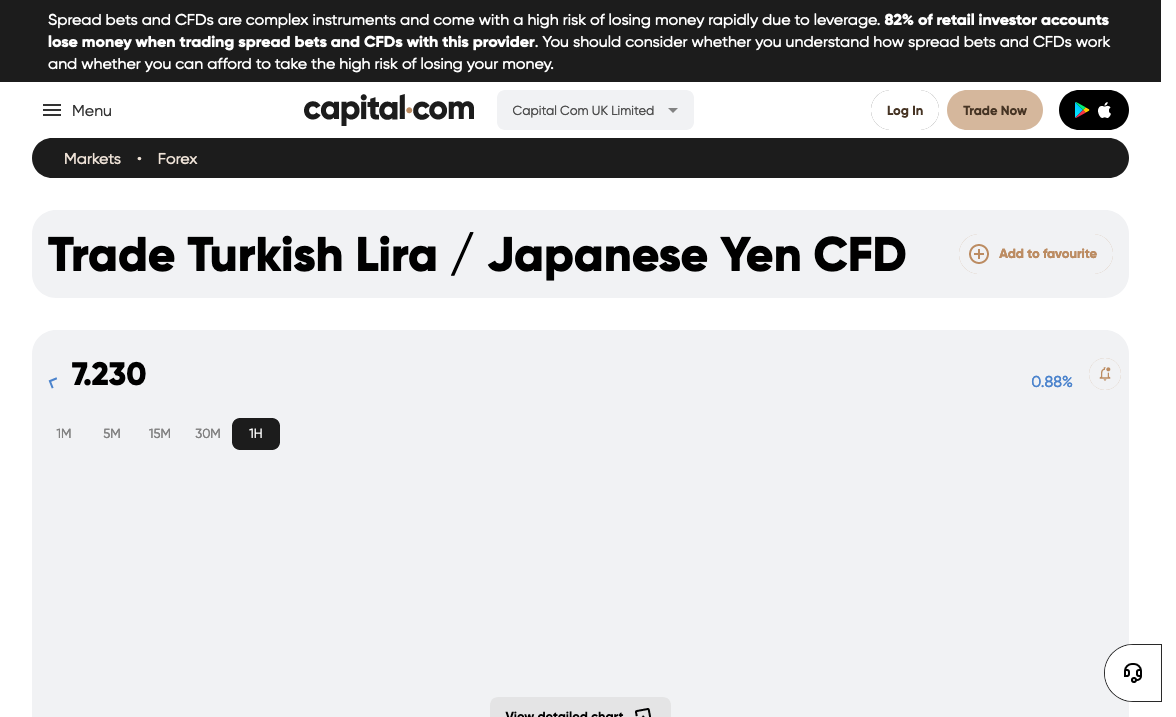 Spread bets and CFDs are complex instruments and come with a high risk of losing money rapidly due to leverage. 82% of retail investor accounts
lose money when trading spread bets and CFDs with this provider. You should consider whether you understand how spread bets and CFDs work
and whether you can afford to take the high risk of losing your money.
Menu
capital.com
Capital Com UK Limited
Log In
Trade Now
Markets • Forex
Trade Turkish Lira / Japanese Yen CFD
Add to favourite
7.230
0.88%
1M 5M 15M 30M 1H
View detailed chart